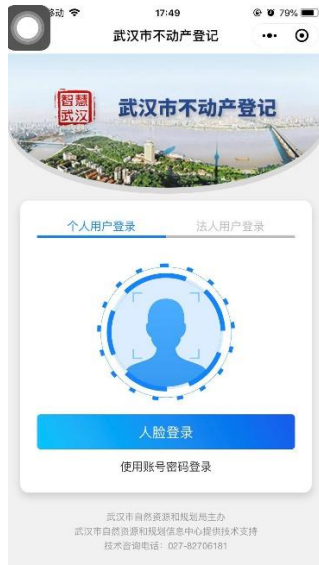 移动 17:49 79%
武汉市不动产登记
智慧
武汉
武汉市不动产登记
个人用户登录 法人用户登录
人脸登录
使用账号密码登录
武汉市自然资源和规划局主办
武汉市自然资源和规划信息中心提供技术支持
技术咨询电话：027-82706181